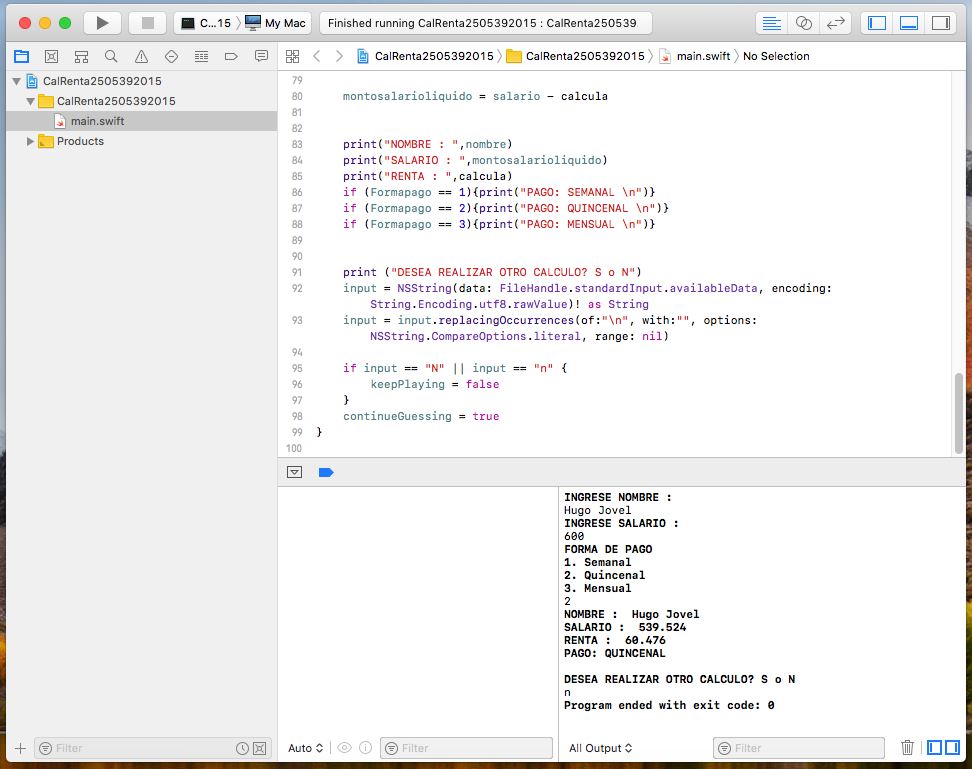 C...15 My Mac
Finished running CalRenta2505392015 : CalRenta250539
CalRenta2505392015 CalRenta2505392015 main.swift No Selection
CalRenta2505392015
CalRenta2505392015
main.swift
Products
79
80 montosalarioliquido = salario - calcula
81
82
83 print("NOMBRE : ",nombre)
84 print("SALARIO : ",montosalarioliquido)
85 print("RENTA : ",calcula)
86 if (Formapago == 1){print("PAGO: SEMANAL \n")}
87 if (Formapago == 2){print("PAGO: QUINCENAL \n")}
88 if (Formapago == 3){print("PAGO: MENSUAL \n")}
89
90
91 print ("DESEA REALIZAR OTRO CALCULO? S o N")
92 input = NSString(data: FileHandle.standardInput.availableData, encoding:
String.Encoding.utf8.rawValue)! as String
93 input = input.replacingOccurrences(of:"\n", with:"", options:
NSString.CompareOptions.literal, range: nil)
94
95 if input == "N" || input == "n" {
96 keepPlaying = false
97 }
98 continueGuessing = true
99 }
100
INGRESE NOMBRE :
Hugo Jovel
INGRESE SALARIO :
600
FORMA DE PAGO
1. Semanal
2. Quincenal
3. Mensual
2
NOMBRE :  Hugo Jovel
SALARIO :  539.524
RENTA :  60.476
PAGO: QUINCENAL
DESEA REALIZAR OTRO CALCULO? S o N
n
Program ended with exit code: 0
Filter
Auto
Filter
All Output
Filter